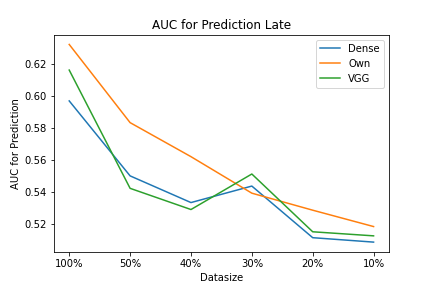 AUC for Prediction Late
Dense
Own
VGG
AUC for Prediction
0.62
0.60
0.58
0.56
0.54
0.52
100% 50% 40% 30% 20% 10%
Datasize